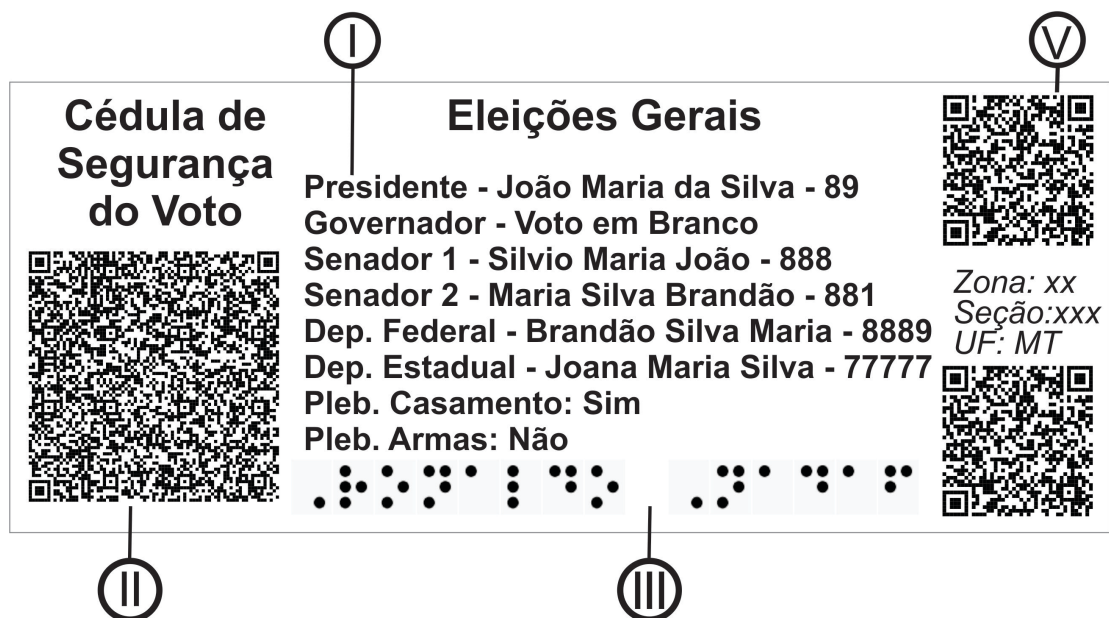 I
V
Cédula de
Segurança
do Voto
Eleições Gerais
Presidente - João Maria da Silva - 89
Governador - Voto em Branco
Senador 1 - Silvio Maria João - 888
Senador 2 - Maria Silva Brandão - 881
Dep. Federal - Brandão Silva Maria - 8889
Dep. Estadual - Joana Maria Silva - 77777
Pleb. Casamento: Sim
Pleb. Armas: Não
⠠⠗⠕⠝⠁⠇⠙⠕ ⠠⠝⠁⠙⠁⠋
Zona: xx
Seção:xxx
UF: MT
II
III